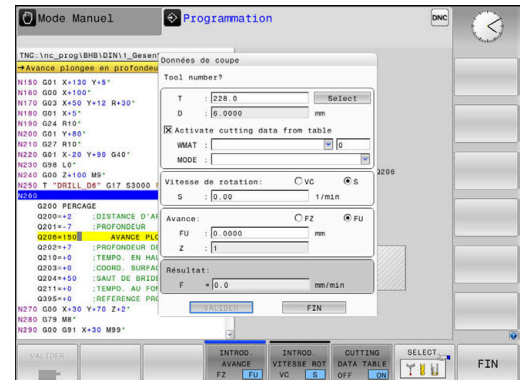 Mode Manuel
Programmation
DNC
TNC:\nc_prog\BHB\DIN\1_Gesen
→Avance plongee en profondeu
N150 G01 X+130 Y+5*
N160 G00 X+100*
N170 G03 X+50 Y+12 R+30*
N180 G01 X+5*
N190 G24 R10*
N200 G01 Y+80*
N210 G27 R10*
N220 G01 X-20 Y+90 G40*
N230 G98 L0*
N240 G00 Z+100 M9*
N250 T "DRILL_D6" G17 S3000
N260
G200 PERCAGE
Q200=+2 ;DISTANCE D'AP
Q201=-7 ;PROFONDEUR
Q206=150 AVANCE PLO
Q202=+7 ;PROFONDEUR DE
Q210=+0 ;TEMPO. EN HAU
Q203=+0 ;COORD. SURFAC
Q204=+50 ;SAUT DE BRIDE
Q211=+0 ;TEMPO. AU FON
Q395=+0 ;REFERENCE PRO
N270 G00 X+30 Y+70 Z+2*
N280 G79 M8*
N290 G00 G91 X+30 M99*
Données de coupe
Tool number?
T : 228.0 Select
D : 6.0000 mm
Activate cutting data from table
WMAT : 0
MODE :
Vitesse de rotation: VC S
S : 0.00 1/min
Avance: FZ FU
FU : 0.0000 mm
Z : 1
Résultat:
F = 0.0 mm/min
VALIDER FIN
Q206
VALIDER
INTROD.
AVANCE
FZ FU
INTROD.
VITESSE ROT
VC S
CUTTING
DATA TABLE
OFF ON
SELECT
FIN